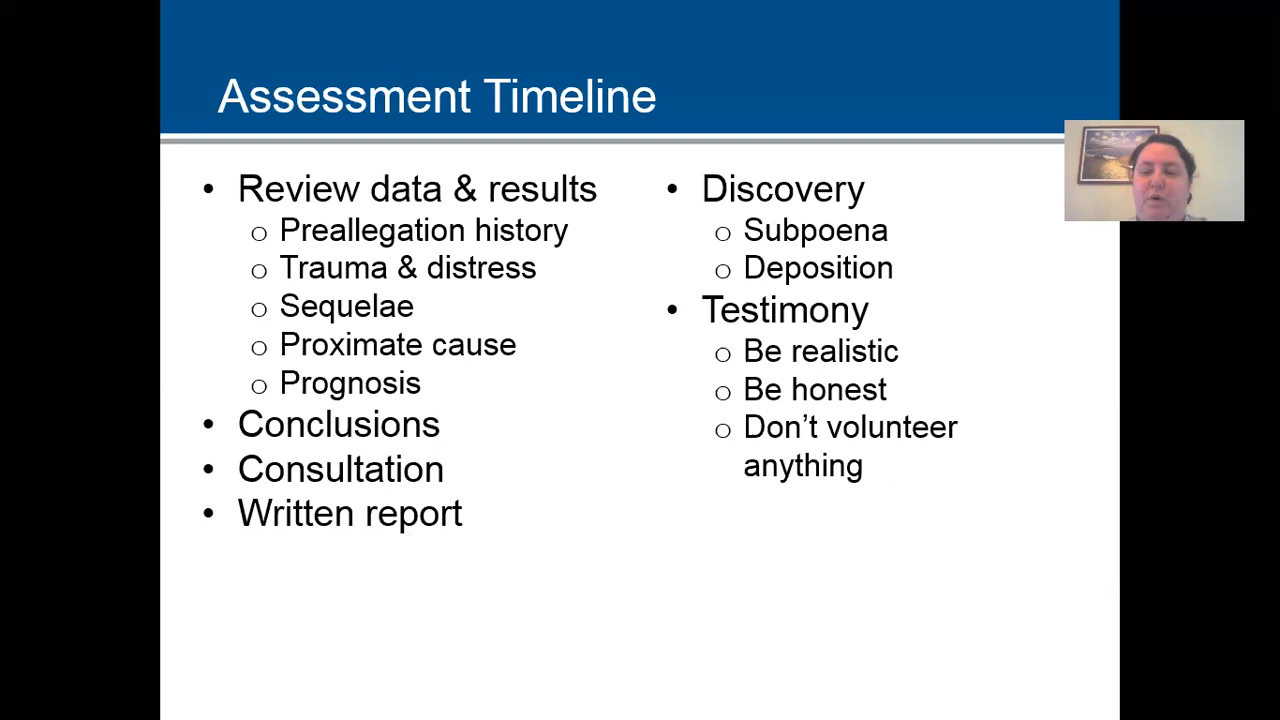 Assessment Timeline
• Review data & results
o Preallegation history
o Trauma & distress
o Sequelae
o Proximate cause
o Prognosis
• Conclusions
• Consultation
• Written report
• Discovery
o Subpoena
o Deposition
• Testimony
o Be realistic
o Be honest
o Don’t volunteer
anything